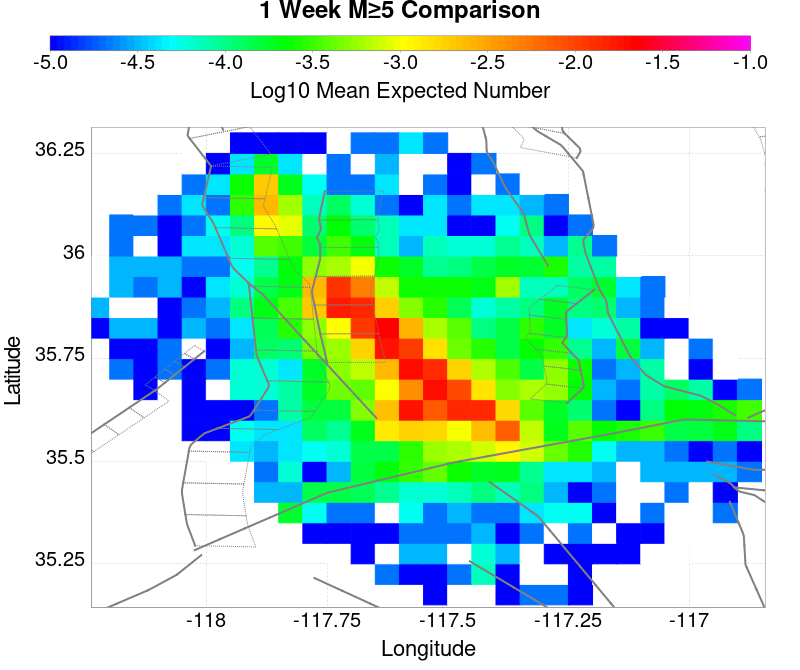 1 Week M≥5 Comparison
-5.0 -4.5 -4.0 -3.5 -3.0 -2.5 -2.0 -1.5 -1.0
Log10 Mean Expected Number
36.25
36
35.75
35.5
35.25
Latitude
-118 -117.75 -117.5 -117.25 -117
Longitude